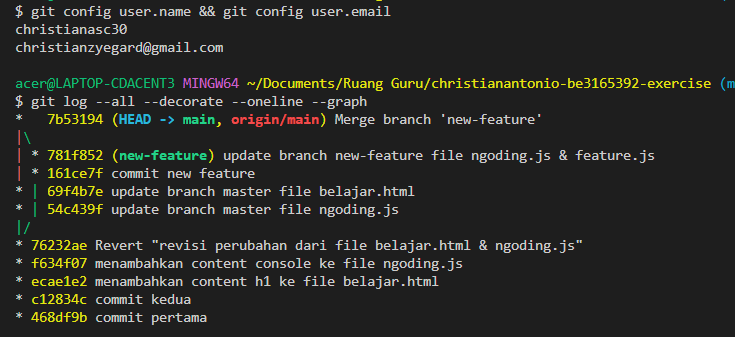 $ git config user.name && git config user.email
christianasc30
christianzyegard@gmail.com
acer@LAPTOP-CDACENT3 MINGW64 ~/Documents/Ruang Guru/christianantonio-be3165392-exercise (m
$ git log --all --decorate --oneline --graph
*   7b53194 (HEAD -> main, origin/main) Merge branch 'new-feature'
|\
| * 781f852 (new-feature) update branch new-feature file ngoding.js & feature.js
| * 161ce7f commit new feature
* | 69f4b7e update branch master file belajar.html
* | 54c439f update branch master file ngoding.js
|/
* 76232ae Revert "revisi perubahan dari file belajar.html & ngoding.js"
* f634f07 menambahkan content console ke file ngoding.js
* ecae1e2 menambahkan content h1 ke file belajar.html
* c12834c commit kedua
* 468df9b commit pertama